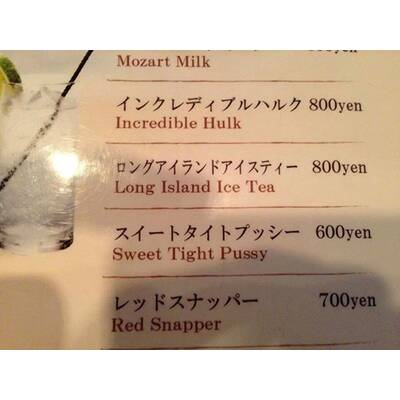 Mozart Milk
インクレディブルハルク 800yen
Incredible Hulk
ロングアイランドアイスティー 800yen
Long Island Ice Tea
スイートタイトプッシー 600yen
Sweet Tight Pussy
レッドスナッパー 700yen
Red Snapper